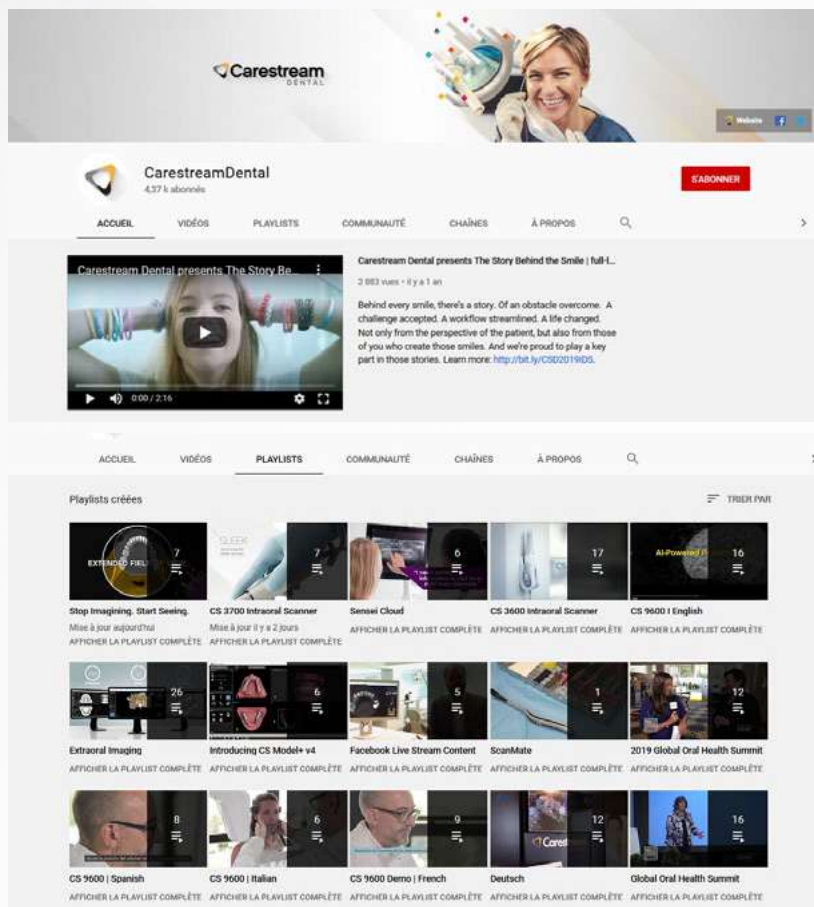 Carestream
DENTAL
Website
CarestreamDental
4,37 k abonnés
S'ABONNER
ACCUEIL VIDÉOS PLAYLISTS COMMUNAUTÉ CHAÎNES À PROPOS
Carestream Dental presents The Story Be...
0:00 / 2:16
Carestream Dental presents The Story Behind the Smile | full-l...
2 883 vues • il y a 1 an
Behind every smile, there's a story. Of an obstacle overcome. A
challenge accepted. A workflow streamlined. A life changed.
Not only from the perspective of the patient, but also from those
of you who create those smiles. And we're proud to play a key
part in those stories. Learn more: http://bit.ly/CSD2019IDS.
ACCUEIL VIDÉOS PLAYLISTS COMMUNAUTÉ CHAÎNES À PROPOS
Playlists créées TRIER PAR
EXTENDED FIEL
SLEEK
AI-Powered
7 7 6 17 16
Stop Imagining. Start Seeing. CS 3700 Intraoral Scanner Sensei Cloud CS 3600 Intraoral Scanner CS 9600 I English
Mise à jour aujourd'hui Mise à jour il y a 2 jours
AFFICHER LA PLAYLIST COMPLÈTE AFFICHER LA PLAYLIST COMPLÈTE AFFICHER LA PLAYLIST COMPLÈTE AFFICHER LA PLAYLIST COMPLÈTE AFFICHER LA PLAYLIST COMPLÈTE
26 6 5 1 12
Extraoral Imaging Introducing CS Model+ v4 Facebook Live Stream Content ScanMate 2019 Global Oral Health Summit
AFFICHER LA PLAYLIST COMPLÈTE AFFICHER LA PLAYLIST COMPLÈTE AFFICHER LA PLAYLIST COMPLÈTE AFFICHER LA PLAYLIST COMPLÈTE AFFICHER LA PLAYLIST COMPLÈTE
8 6 9 12 16
Carest
CS 9600 | Spanish CS 9600 | Italian CS 9600 Demo | French Deutsch Global Oral Health Summit
AFFICHER LA PLAYLIST COMPLÈTE AFFICHER LA PLAYLIST COMPLÈTE AFFICHER LA PLAYLIST COMPLÈTE AFFICHER LA PLAYLIST COMPLÈTE AFFICHER LA PLAYLIST COMPLÈTE